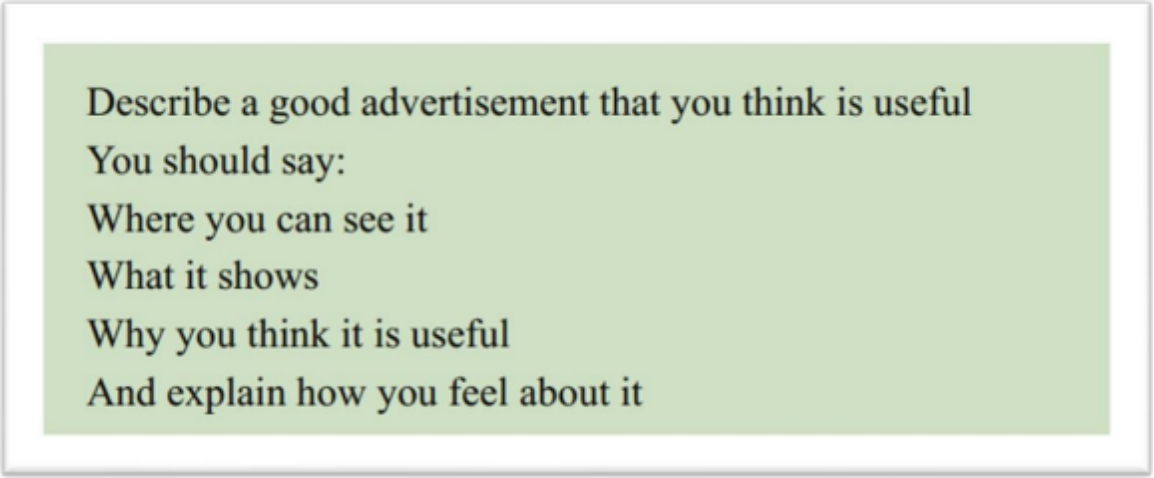 Describe a good advertisement that you think is useful
You should say:
Where you can see it
What it shows
Why you think it is useful
And explain how you feel about it